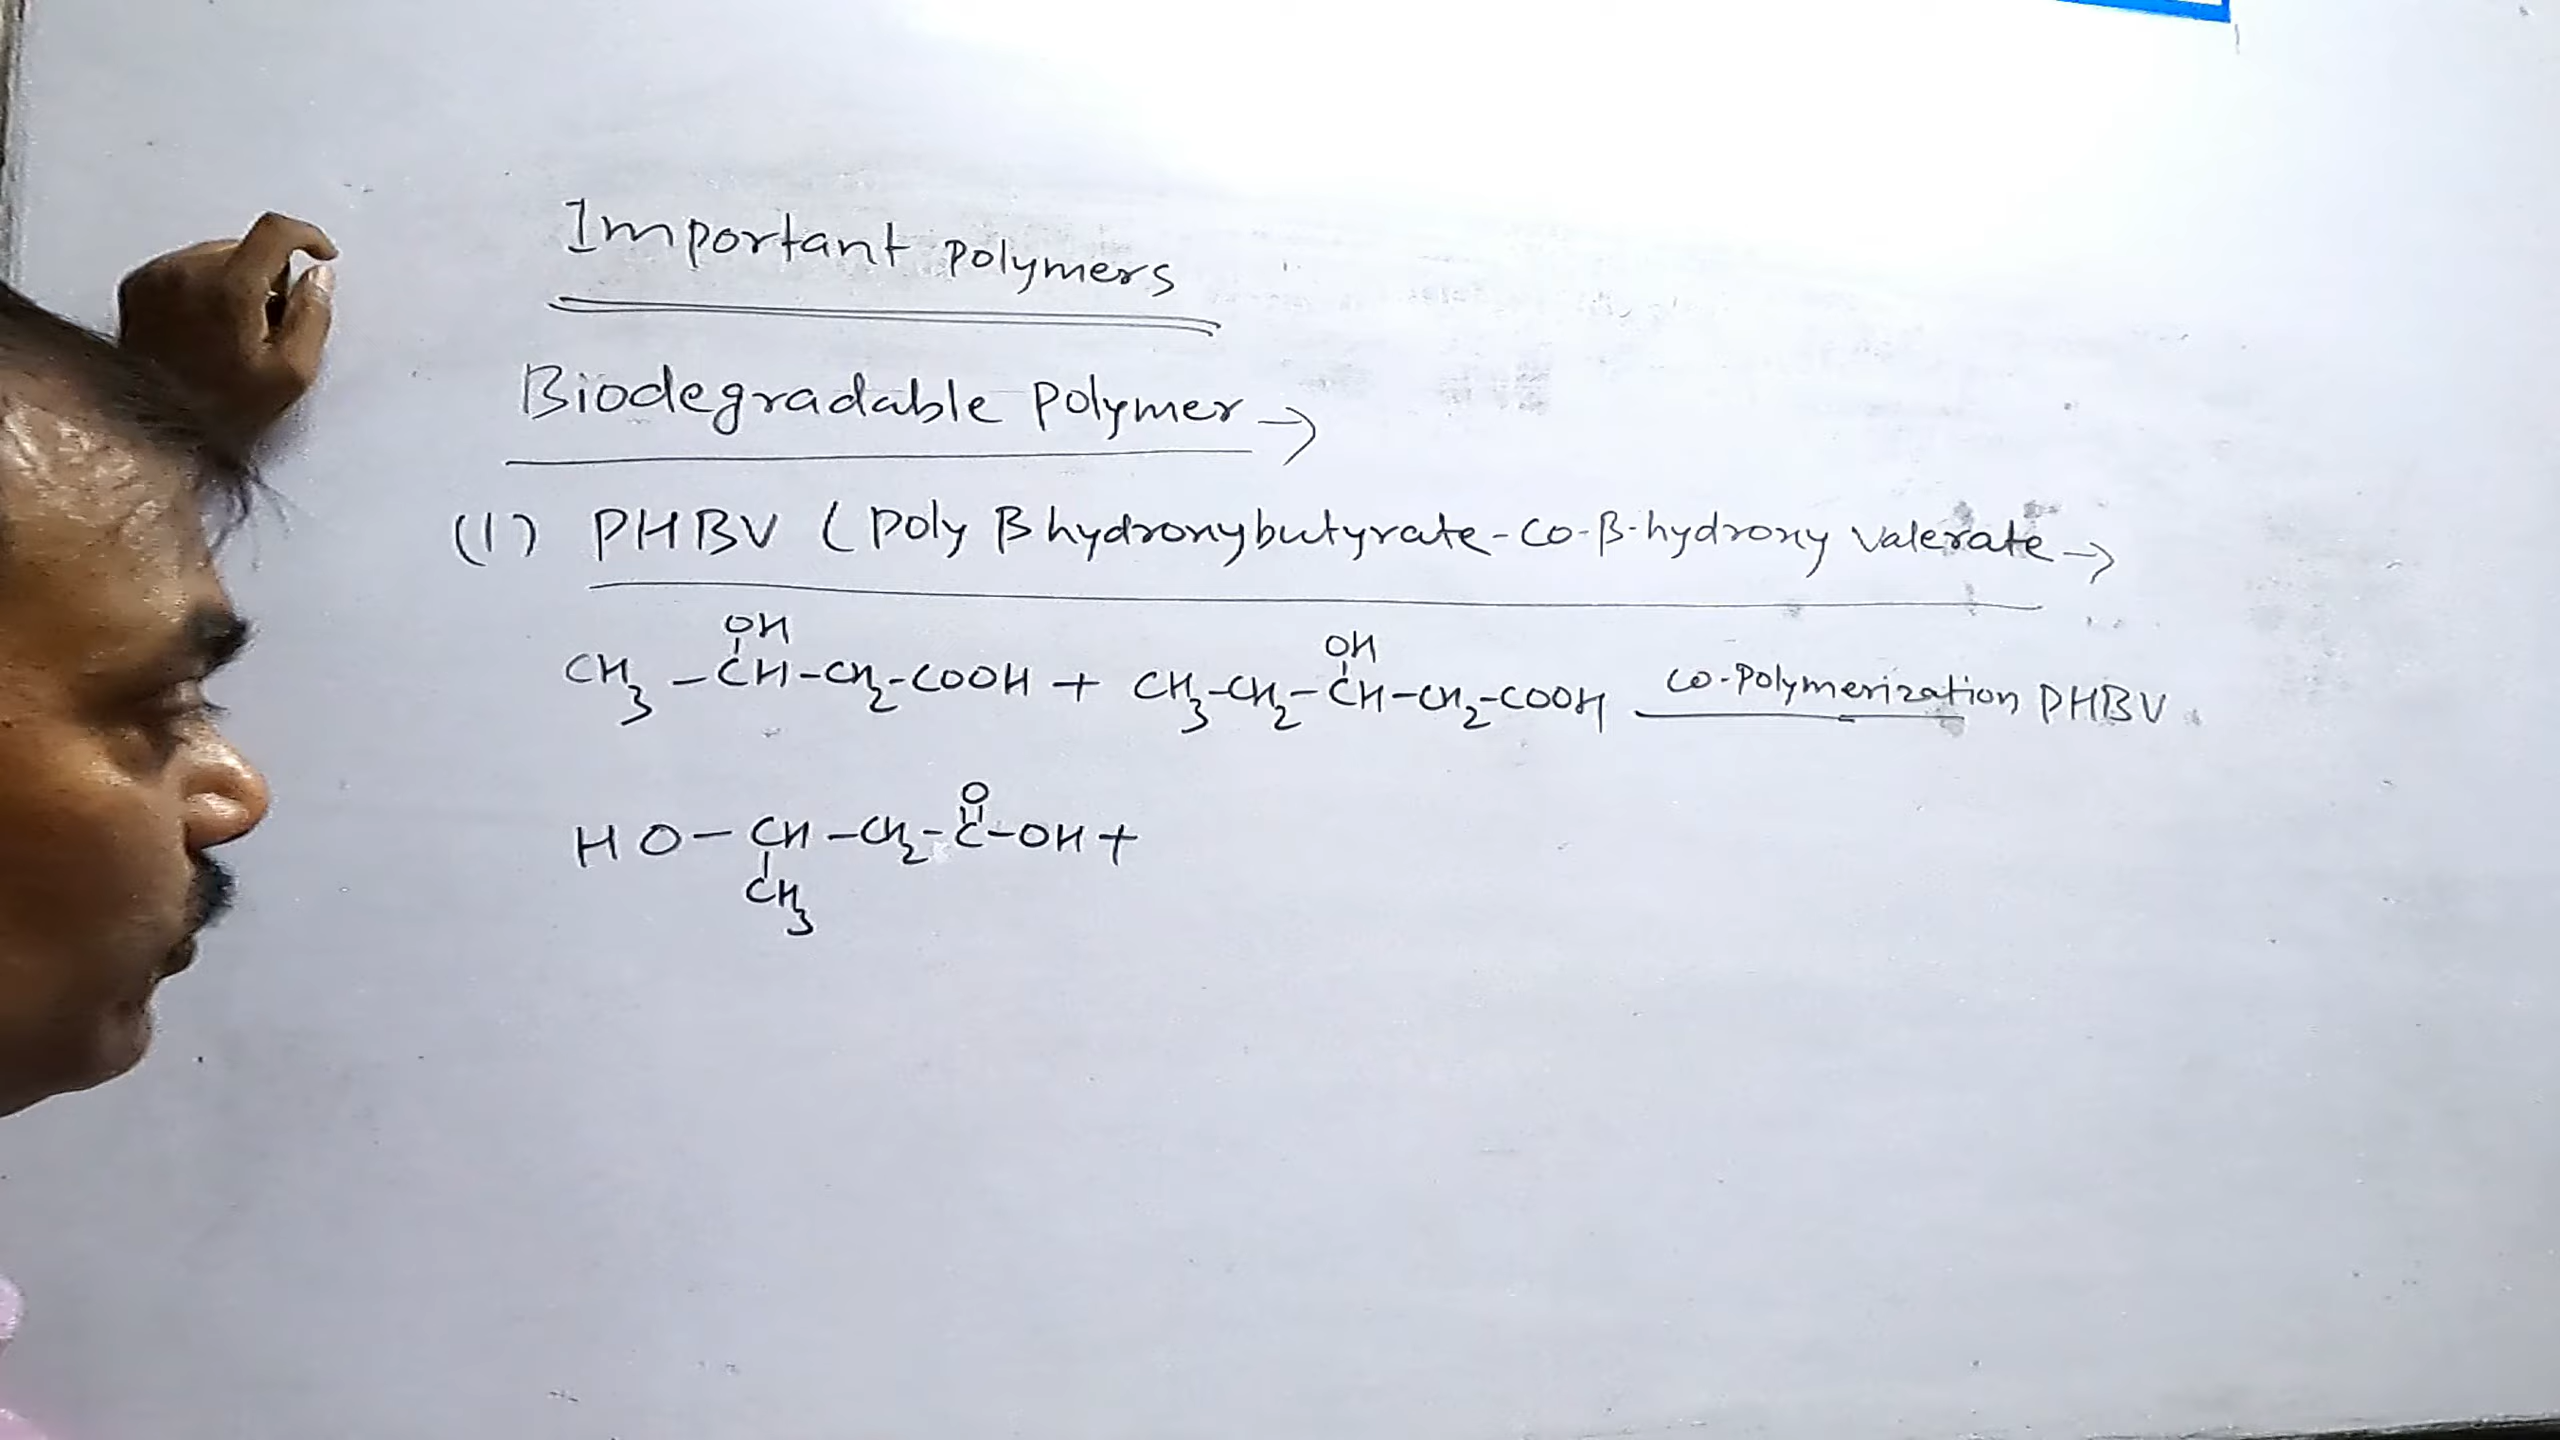 Important Polymers
Biodegradable Polymer →
(1) PHBV (Poly β hydroxybutyrate-Co-β-hydroxy Valerate →
OH OH
CH3 – CH – CH2 – COOH + CH3 – CH2 – CH – CH2 – COOH Co-Polymerization PHBV
O
HO – CH – CH2 – C – OH +
CH3